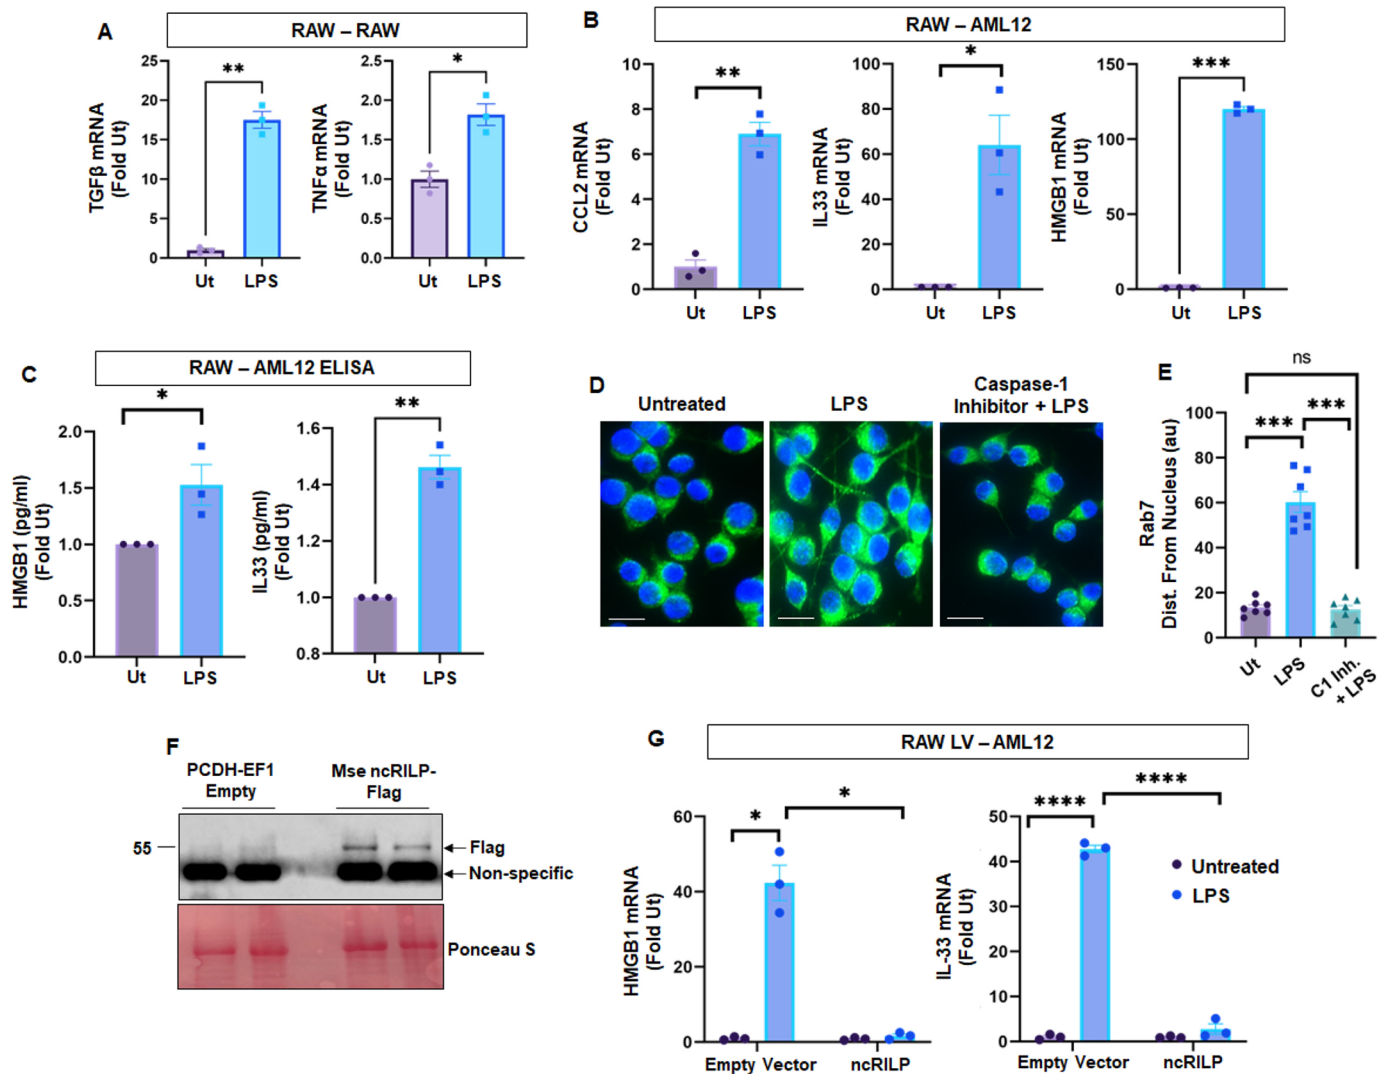 A
RAW – RAW
TGFβ mRNA
(Fold Ut)
25
20
15
10
5
0
**
Ut
LPS
TNFα mRNA
(Fold Ut)
2.5
2.0
1.5
1.0
0.5
0.0
*
Ut
LPS
B
RAW – AML12
CCL2 mRNA
(Fold Ut)
10
8
6
4
2
0
**
Ut
LPS
IL33 mRNA
(Fold Ut)
100
80
60
40
20
0
*
Ut
LPS
HMGB1 mRNA
(Fold Ut)
150
100
50
0
***
Ut
LPS
C
RAW – AML12 ELISA
HMGB1 (pg/ml)
(Fold Ut)
2.0
1.5
1.0
0.5
0.0
*
Ut
LPS
IL33 (pg/ml)
(Fold Ut)
1.6
1.4
1.2
1.0
0.8
**
Ut
LPS
D
Untreated
LPS
Caspase-1
Inhibitor + LPS
E
Rab7
Dist. From Nucleus (au)
100
80
60
40
20
0
ns
***
***
Ut
LPS
C1 Inh.
+ LPS
F
PCDH-EF1
Empty
Mse ncRILP-
Flag
55
Flag
Non-specific
Ponceau S
G
RAW LV – AML12
HMGB1 mRNA
(Fold Ut)
60
40
20
0
*
*
Empty Vector
ncRILP
IL-33 mRNA
(Fold Ut)
50
40
30
20
10
0
****
****
Empty Vector
ncRILP
Untreated
LPS